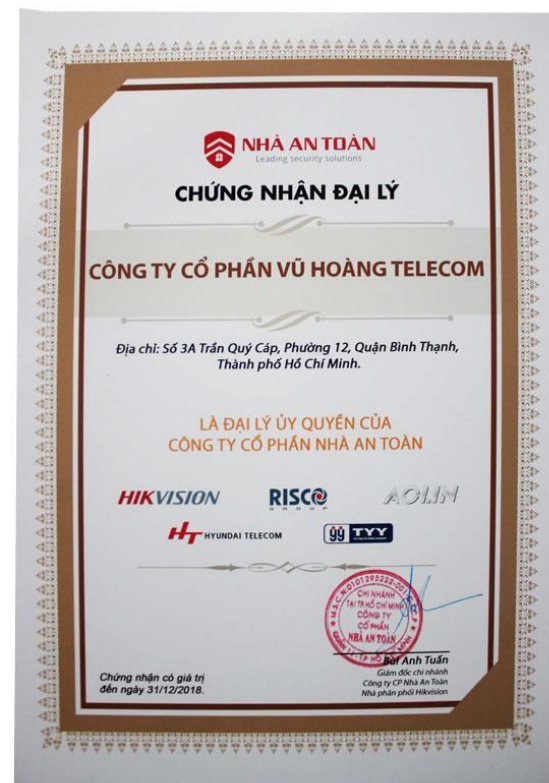 NHÀ AN TOÀN
Leading security solutions
CHỨNG NHẬN ĐẠI LÝ
CÔNG TY CỔ PHẦN VŨ HOÀNG TELECOM
Địa chỉ: Số 3A Trần Quý Cáp, Phường 12, Quận Bình Thạnh,
Thành phố Hồ Chí Minh.
LÀ ĐẠI LÝ ỦY QUYỀN CỦA
CÔNG TY CỔ PHẦN NHÀ AN TOÀN
HIKVISION
RISCO
GROUP
AOLIN
HT HYUNDAI TELECOM
TYY
M.S.C.N:0101295222-001
CHI NHÁNH
TẠI TP.HỒ CHÍ MINH
CÔNG TY
CỔ PHẦN
NHÀ AN TOÀN
Bùi Anh Tuấn
Giám đốc chi nhánh
Công ty CP Nhà An Toàn
Nhà phân phối Hikvision
Chứng nhận có giá trị
đến ngày 31/12/2018.